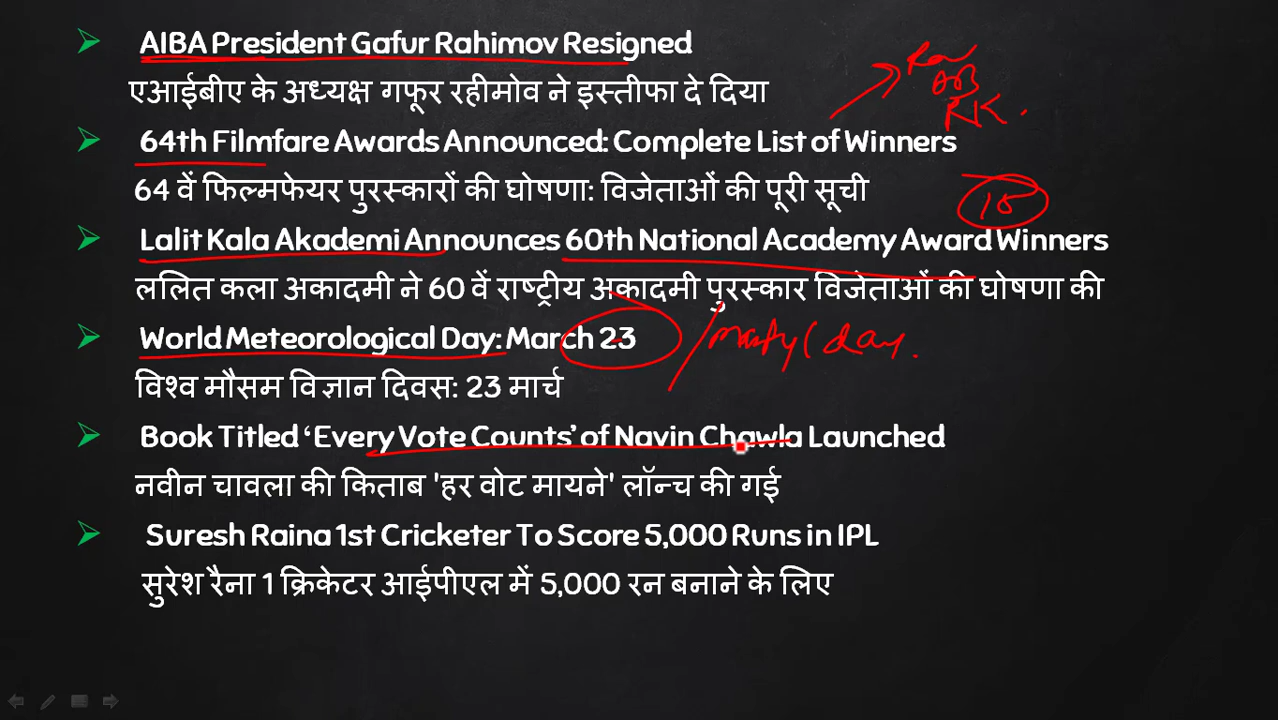 AIBA President Gafur Rahimov Resigned
एआईबीए के अध्यक्ष गफूर रहीमोव ने इस्तीफा दे दिया
64th Filmfare Awards Announced: Complete List of Winners
64 वें फिल्मफेयर पुरस्कारों की घोषणा: विजेताओं की पूरी सूची
15
Lalit Kala Akademi Announces 60th National Academy Award Winners
ललित कला अकादमी ने 60 वें राष्ट्रीय अकादमी पुरस्कार विजेताओं की घोषणा की
World Meteorological Day: March 23
day.
विश्व मौसम विज्ञान दिवस: 23 मार्च
Book Titled ‘Every Vote Counts’ of Navin Chawla Launched
नवीन चावला की किताब 'हर वोट मायने' लॉन्च की गई
Suresh Raina 1st Cricketer To Score 5,000 Runs in IPL
सुरेश रैना 1 क्रिकेटर आईपीएल में 5,000 रन बनाने के लिए